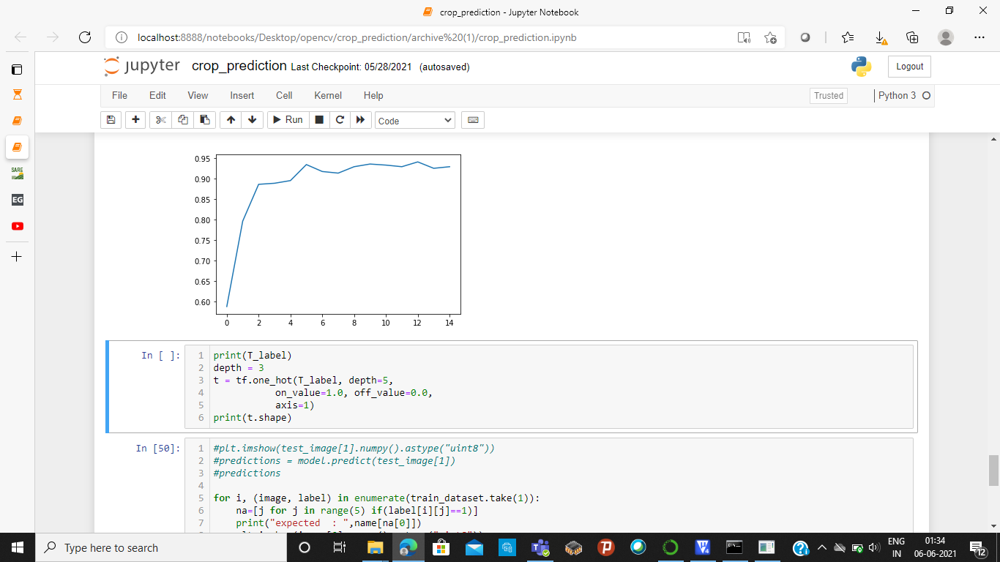 crop_prediction - Jupyter Notebook
localhost:8888/notebooks/Desktop/opencv/crop_prediction/archive%20(1)/crop_prediction.ipynb
jupyter crop_prediction Last Checkpoint: 05/28/2021 (autosaved)
Logout
File Edit View Insert Cell Kernel Help
Trusted
Python 3
Run
Code
SARE
EG
0.95
0.90
0.85
0.80
0.75
0.70
0.65
0.60
0 2 4 6 8 10 12 14
In [ ]:
1 print(T_label)
2 depth = 3
3 t = tf.one_hot(T_label, depth=5,
4 on_value=1.0, off_value=0.0,
5 axis=1)
6 print(t.shape)
In [50]:
1 #plt.imshow(test_image[1].numpy().astype("uint8"))
2 #predictions = model.predict(test_image[1])
3 #predictions
4
5 for i, (image, label) in enumerate(train_dataset.take(1)):
6 na=[j for j in range(5) if(label[i][j]==1)]
7 print("expected  : ",name[na[0]])
Type here to search
ENG
IN
01:34
06-06-2021
12